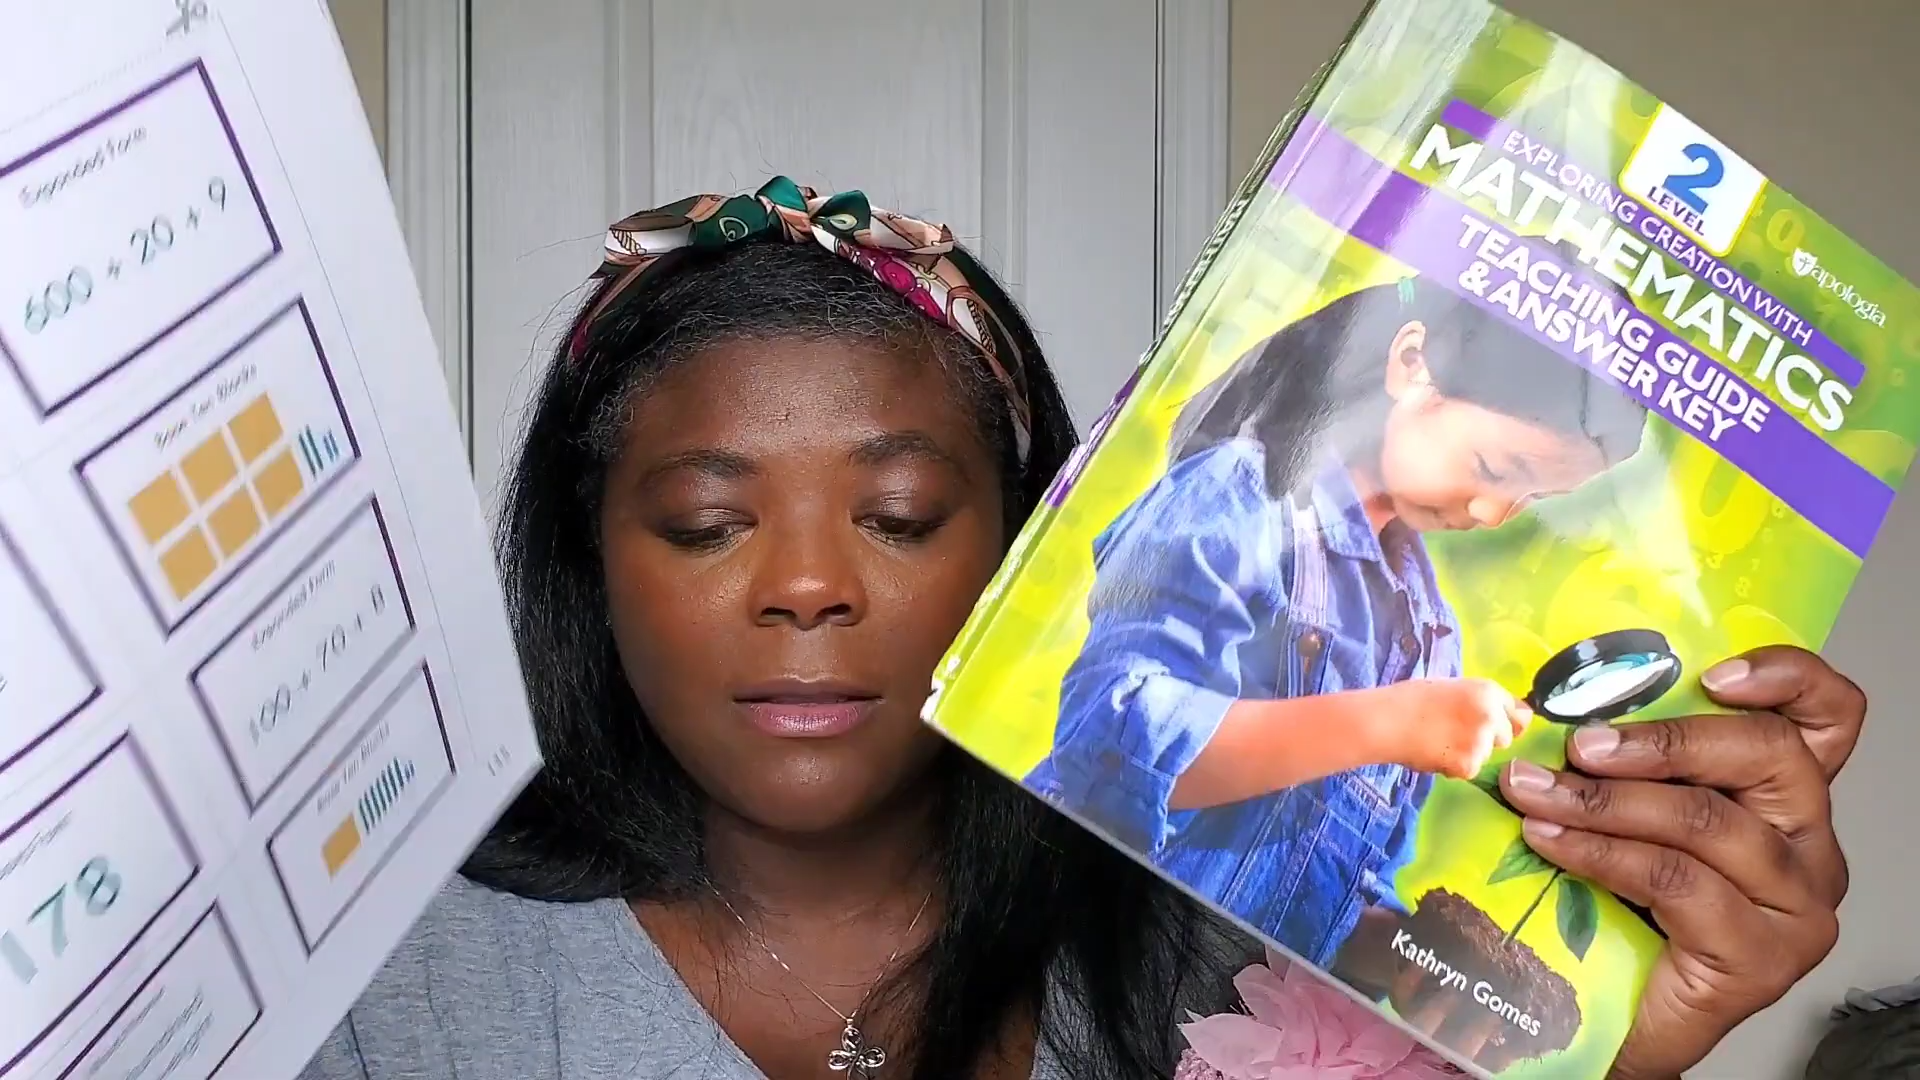 Expanded Form
600 + 20 + 9
Base Ten Blocks
Expanded Form
100 + 70 + 8
Base Ten Blocks
178
2
LEVEL
EXPLORING CREATION WITH
MATHEMATICS
TEACHING GUIDE
& ANSWER KEY
apologia
Kathryn Gomes